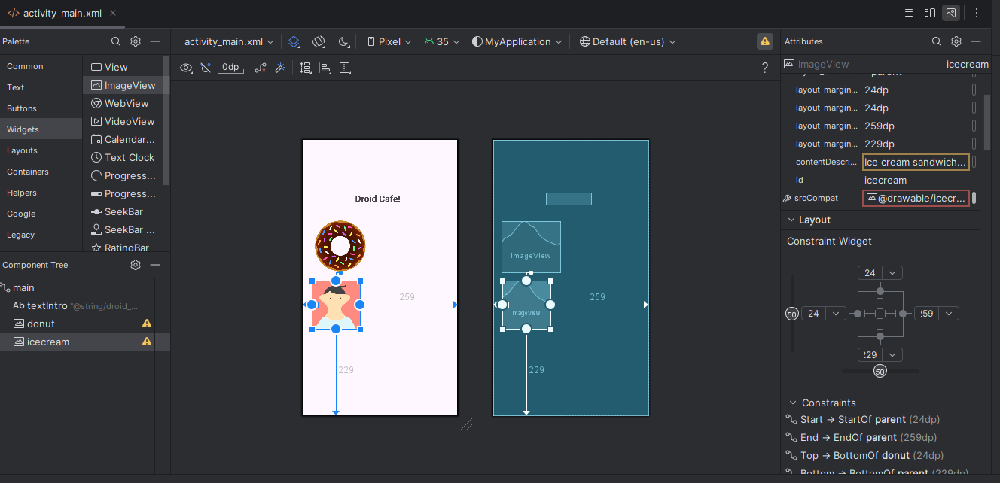 activity_main.xml
Palette
Common
Text
Buttons
Widgets
Layouts
Containers
Helpers
Google
Legacy
View
ImageView
WebView
VideoView
Calendar...
Text Clock
Progress...
Progress...
SeekBar
SeekBar ...
RatingBar
Component Tree
main
Ab textIntro "@string/droid_...
donut
icecream
activity_main.xml
Pixel
35
MyApplication
Default (en-us)
0dp
?
Droid Cafe!
259
229
ImageView
ImageView
259
229
Attributes
ImageView
icecream
parent
layout_margin... 24dp
layout_margin... 24dp
layout_margin... 259dp
layout_margin... 229dp
contentDescri... Ice cream sandwich...
id icecream
srcCompat @drawable/icecr...
Layout
Constraint Widget
24
50
24
:59
:29
50
Constraints
Start → StartOf parent (24dp)
End → EndOf parent (259dp)
Top → BottomOf donut (24dp)
Bottom → BottomOf parent (229dp)